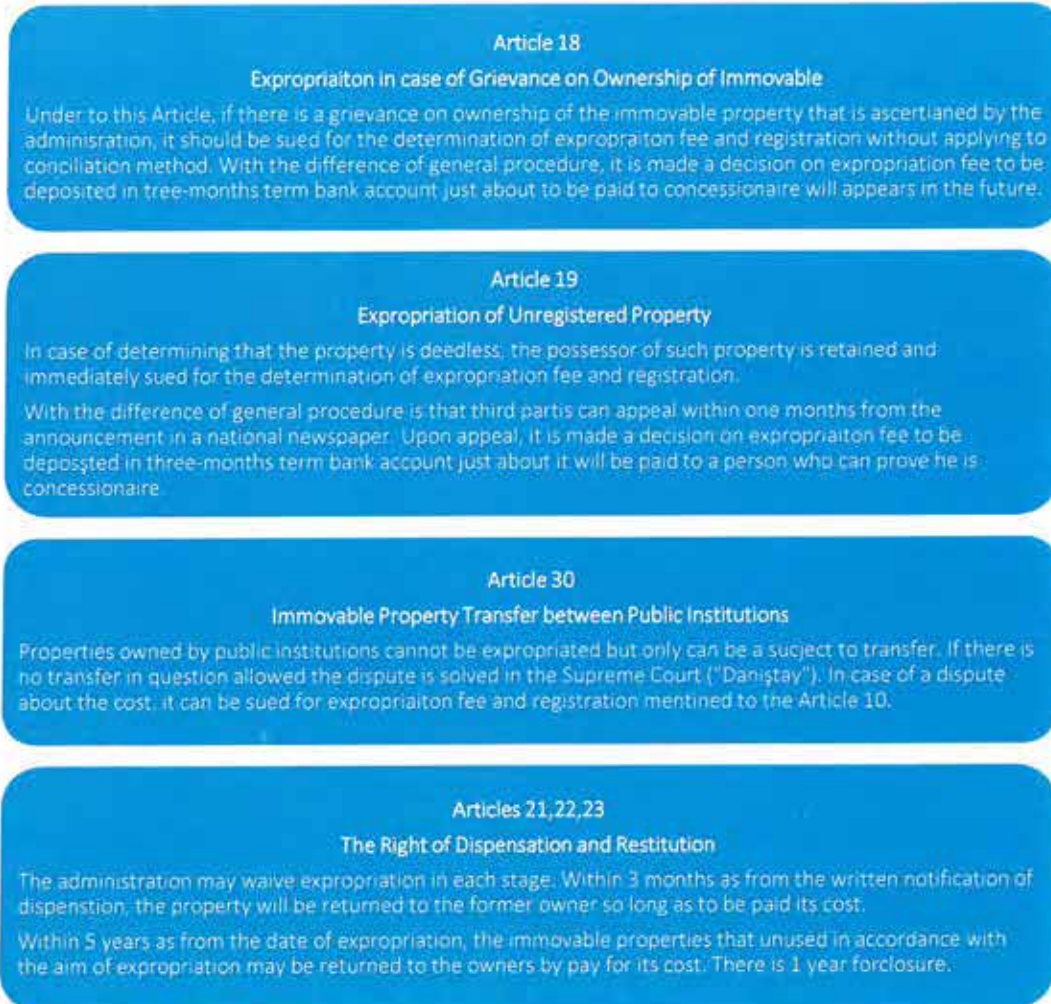 Article 18
Expropriaiton in case of Grievance on Ownership of Immovable
Under to this Article, if there is a grievance on ownership of the immovable property that is ascertianed by the
adminisration, it should be sued for the determination of expropraiton fee and registration without applying to
conciliation method. With the difference of general procedure, it is made a decision on expropriation fee to be
deposited in tree-months term bank account just about to be paid to concessionaire will appears in the future.
Article 19
Expropriation of Unregistered Property
In case of determining that the property is deedless, the possessor of such property is retained and
immediately sued for the determination of expropriation fee and registration.
With the difference of general procedure is that third partis can appeal within one months from the
announcement in a national newspaper. Upon appeal, it is made a decision on expropriaiton fee to be
deposşted in three-months term bank account just about it will be paid to a person who can prove he is
concessionaire.
Article 30
Immovable Property Transfer between Public Institutions
Properties owned by public institutions cannot be expropriated but only can be a sucject to transfer. If there is
no transfer in question allowed the dispute is solved in the Supreme Court ("Danıştay"). In case of a dispute
about the cost, it can be sued for expropriaiton fee and registration mentined to the Article 10.
Articles 21,22,23
The Right of Dispensation and Restitution
The administration may waive expropriation in each stage. Within 3 months as from the written notification of
dispenstion, the property will be returned to the former owner so long as to be paid its cost.
Within 5 years as from the date of expropriation, the immovable properties that unused in accordance with
the aim of expropriation may be returned to the owners by pay for its cost. There is 1 year forclosure.